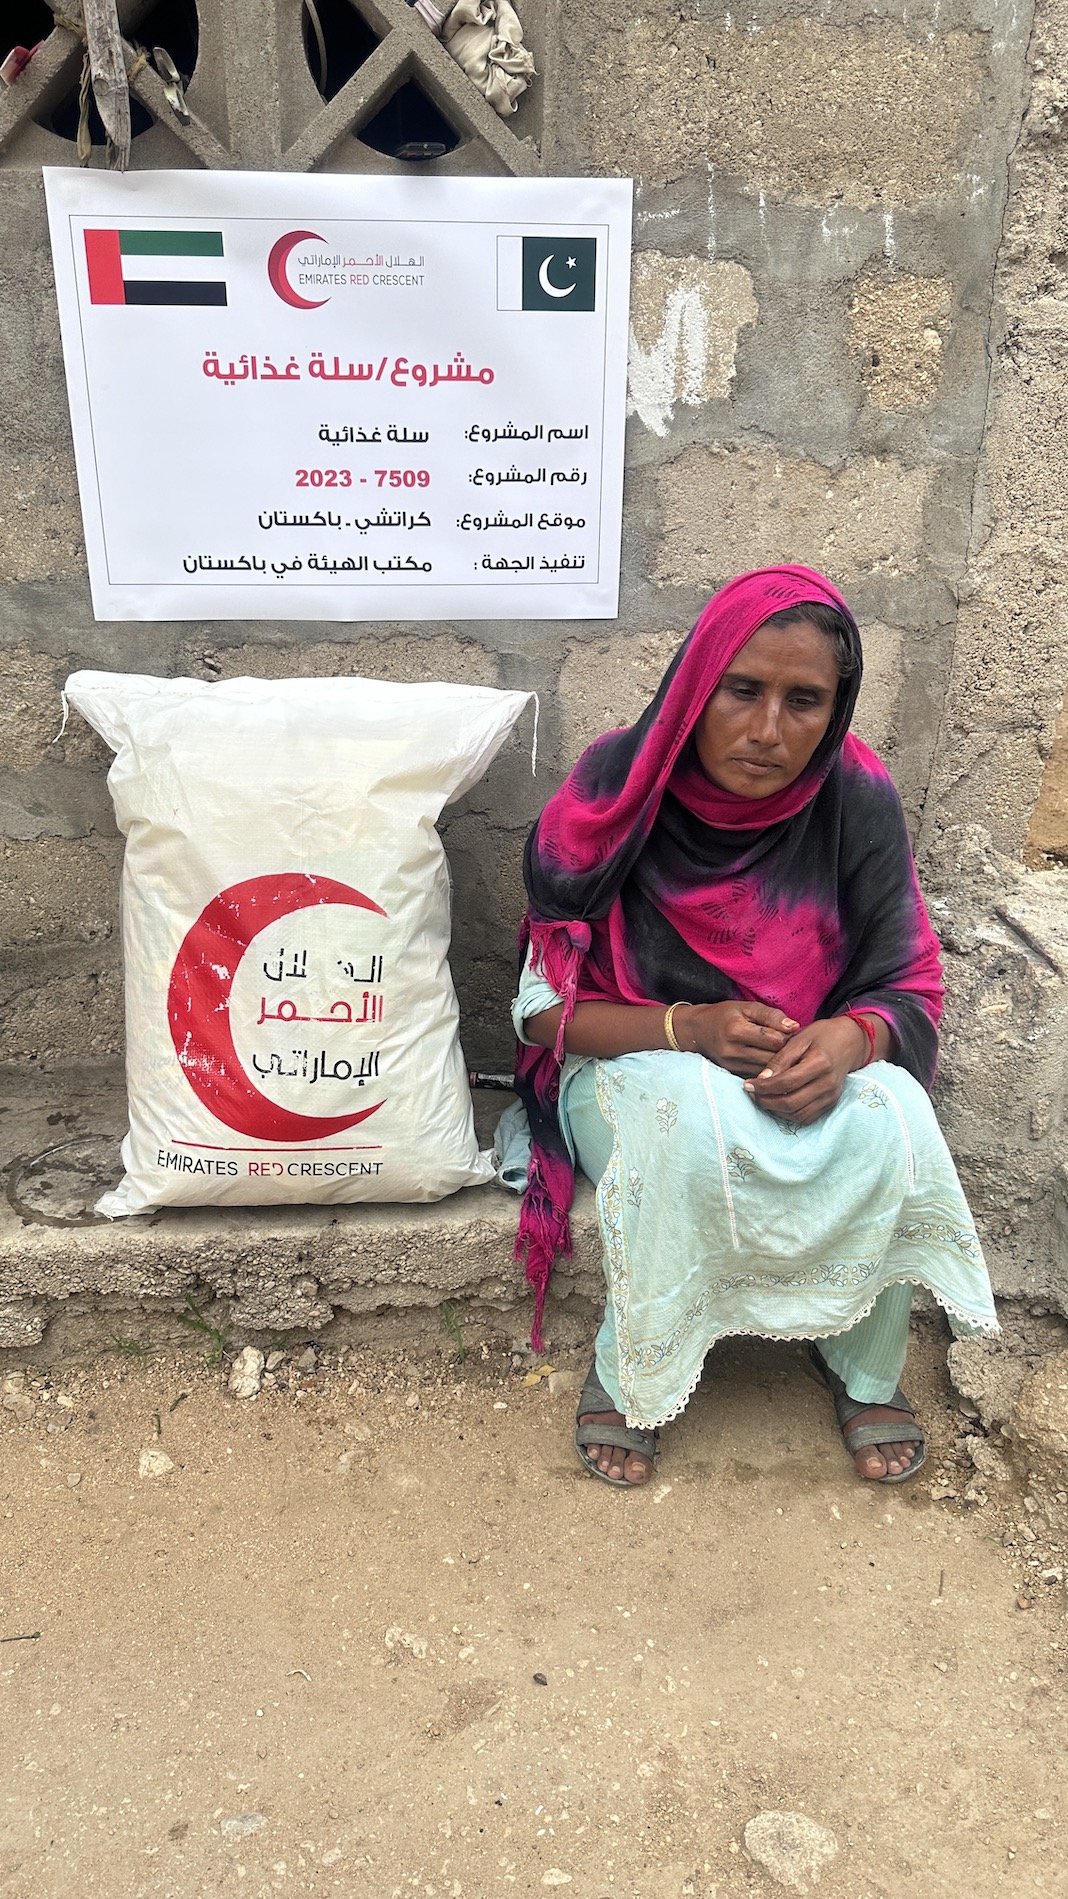 الهلال الأحمر الإماراتي
EMIRATES RED CRESCENT
مشروع/سلة غذائية
اسم المشروع: سلة غذائية
رقم المشروع: 7509 - 2023
موقع المشروع: كراتشي - باكستان
تنفيذ الجهة : مكتب الهيئة في باكستان
الهلال
الأحمر
الإماراتي
EMIRATES RED CRESCENT